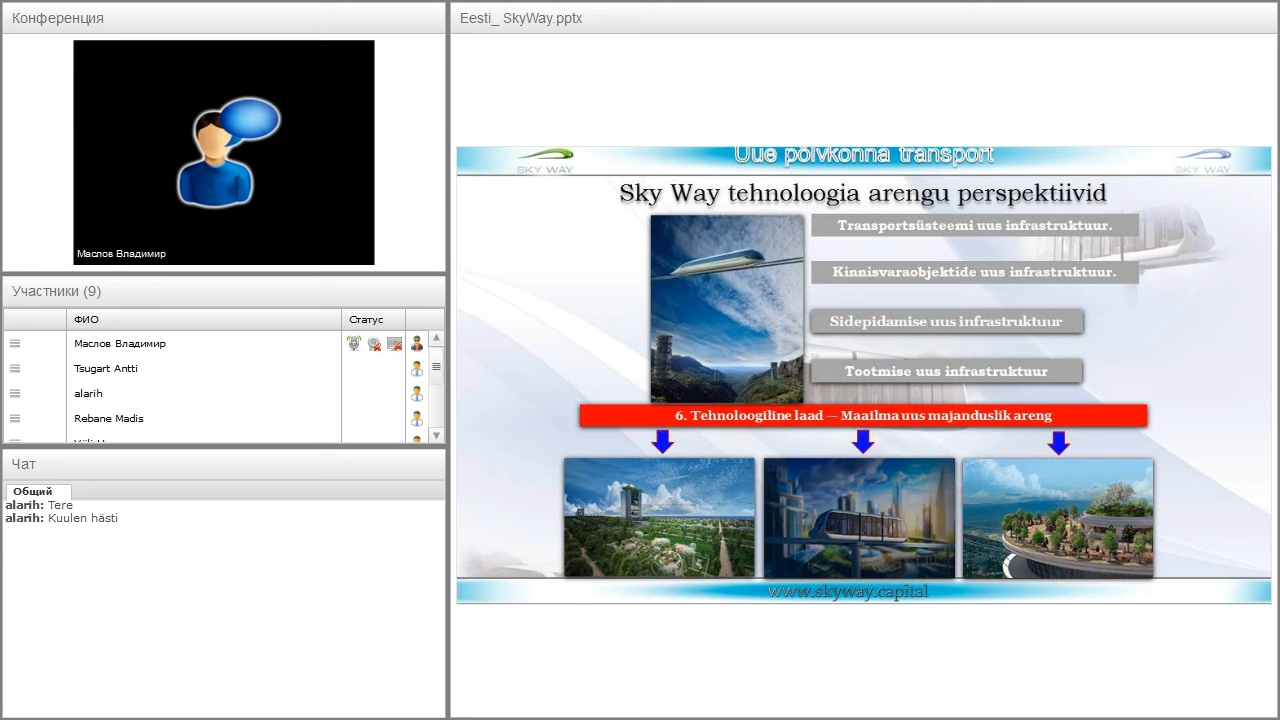 Конференция
Маслов Владимир
Участники (9)
ФИО
Статус
Маслов Владимир
Tsugart Antti
alarih
Rebane Madis
Чат
Общий
alarih: Tere
alarih: Kuulen hästi
Eesti_ SkyWay.pptx
Uue põlvkonna transport
SKY WAY
SKY WAY
Sky Way tehnoloogia arengu perspektiivid
Transportsüsteemi uus infrastruktuur.
Kinnisvaraobjektide uus infrastruktuur.
Sidepidamise uus infrastruktuur
Tootmise uus infrastruktuur
6. Tehnoloogiline laad — Maailma uus majanduslik areng
www.skyway.capital